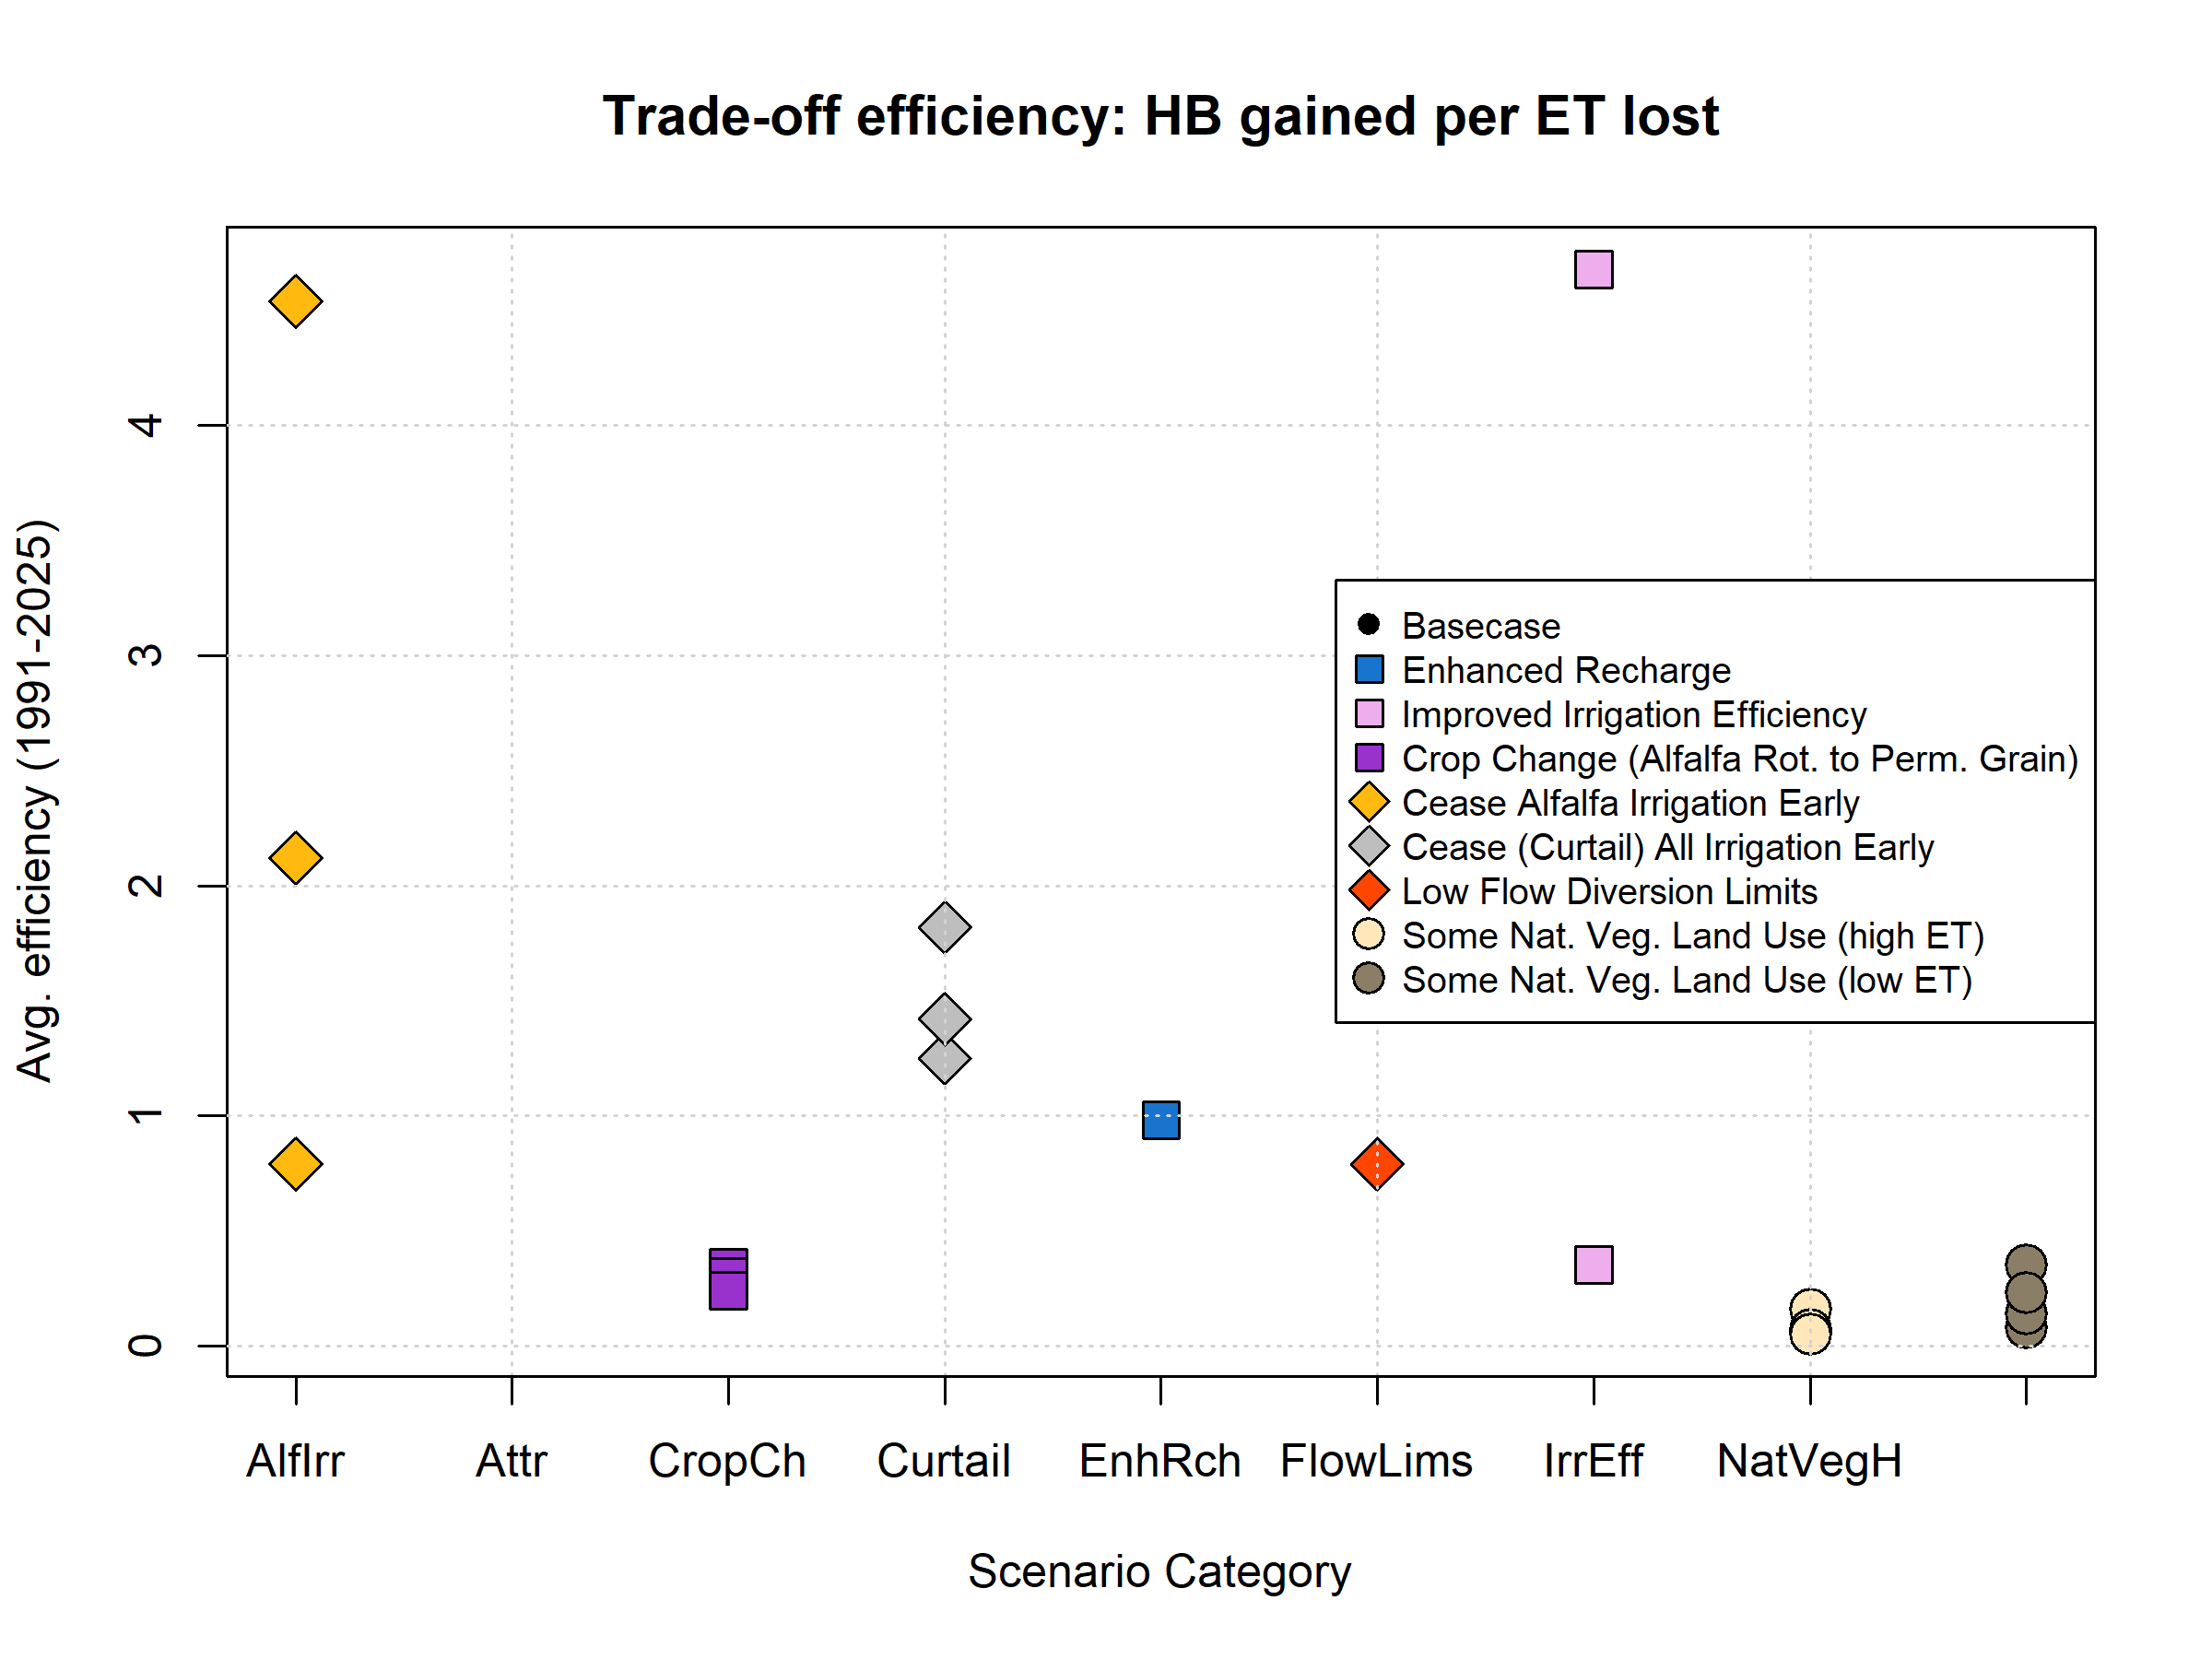 Trade-off efficiency: HB gained per ET lost
Avg. efficiency (1991-2025)
4
3
2
1
0
Basecase
Enhanced Recharge
Improved Irrigation Efficiency
Crop Change (Alfalfa Rot. to Perm. Grain)
Cease Alfalfa Irrigation Early
Cease (Curtail) All Irrigation Early
Low Flow Diversion Limits
Some Nat. Veg. Land Use (high ET)
Some Nat. Veg. Land Use (low ET)
AlfIrr Attr CropCh Curtail EnhRch FlowLims IrrEff NatVegH
Scenario Category